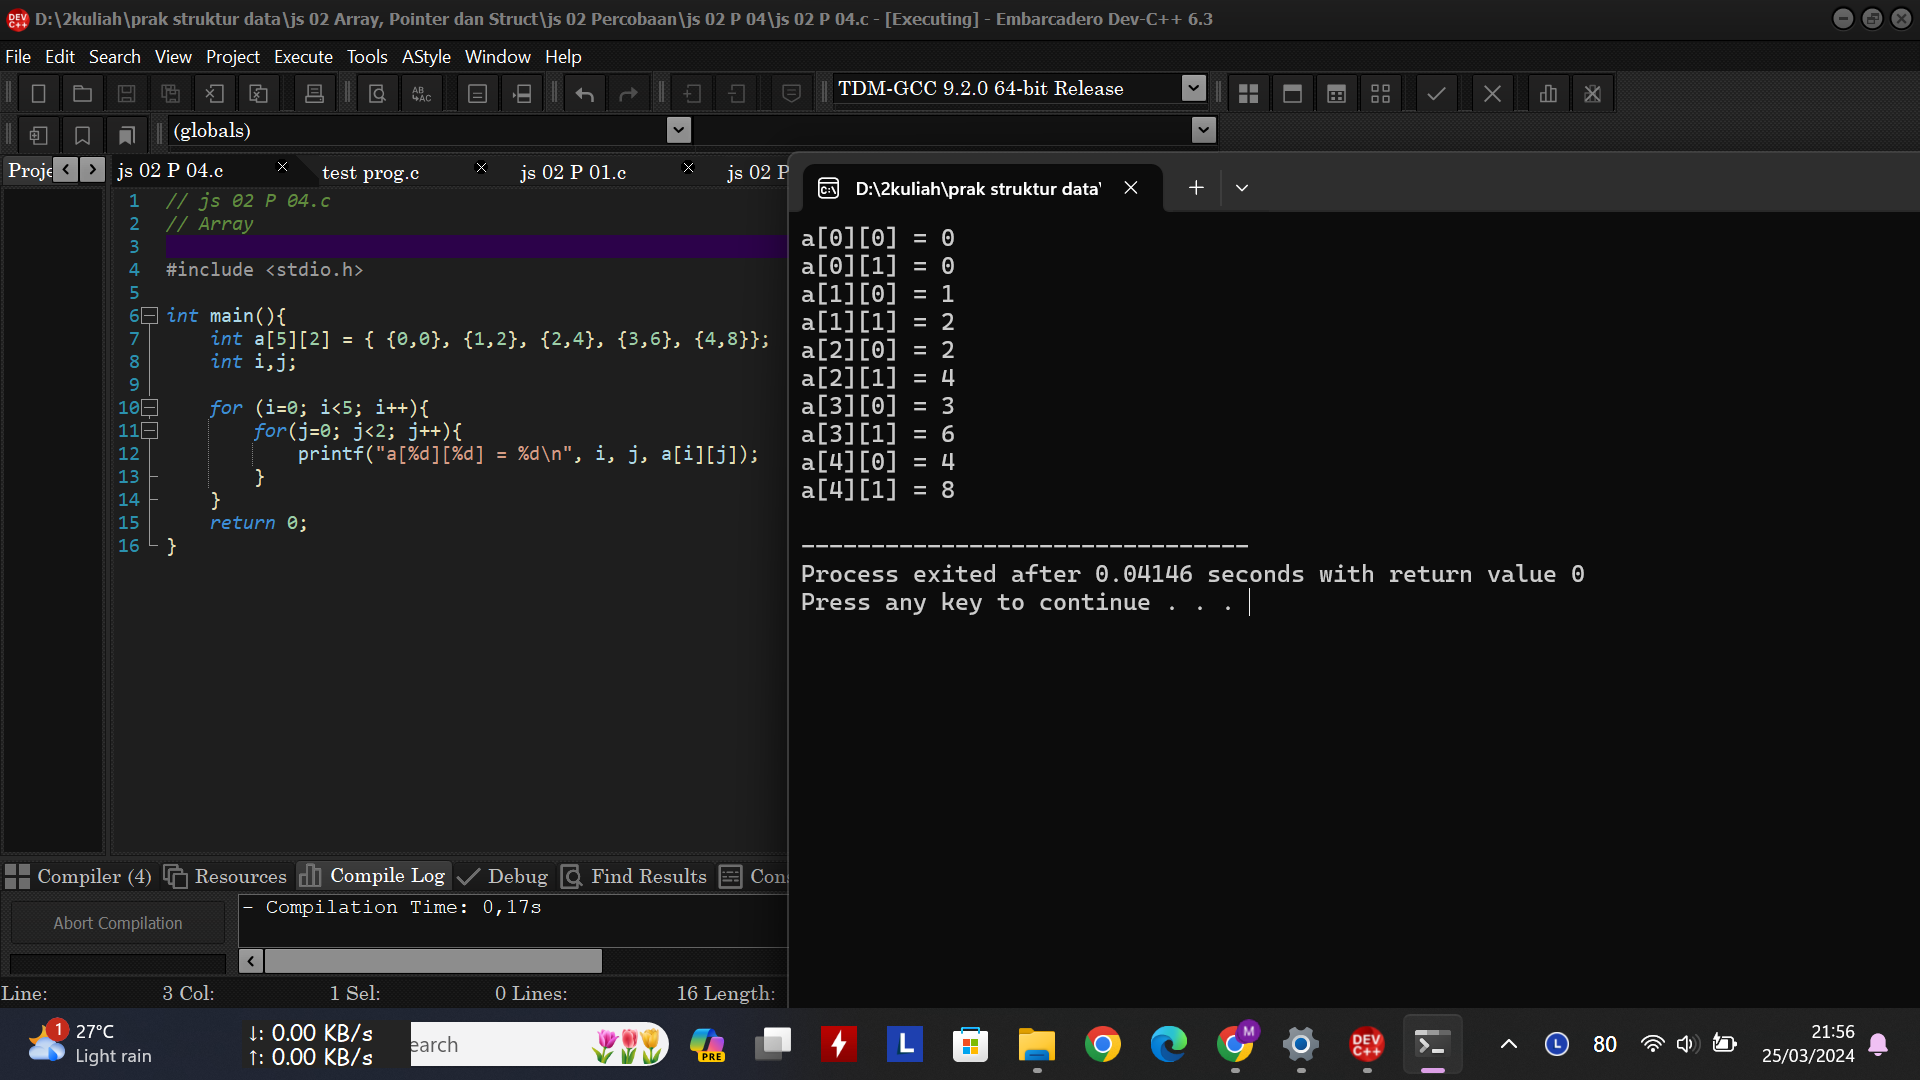 D:\2kuliah\prak struktur data\js 02 Array, Pointer dan Struct\js 02 Percobaan\js 02 P 04\js 02 P 04.c - [Executing] - Embarcadero Dev-C++ 6.3
File Edit Search View Project Execute Tools AStyle Window Help
TDM-GCC 9.2.0 64-bit Release
(globals)
Proje
js 02 P 04.c
test prog.c
js 02 P 01.c
js 02 P
1 // js 02 P 04.c
2 // Array
3
4 #include <stdio.h>
5
6 int main(){
7 int a[5][2] = { {0,0}, {1,2}, {2,4}, {3,6}, {4,8}};
8 int i,j;
9
10 for (i=0; i<5; i++){
11 for(j=0; j<2; j++){
12 printf("a[%d][%d] = %d\n", i, j, a[i][j]);
13 }
14 }
15 return 0;
16 }
D:\2kuliah\prak struktur data\
a[0][0] = 0
a[0][1] = 0
a[1][0] = 1
a[1][1] = 2
a[2][0] = 2
a[2][1] = 4
a[3][0] = 3
a[3][1] = 6
a[4][0] = 4
a[4][1] = 8
--------------------------------
Process exited after 0.04146 seconds with return value 0
Press any key to continue . . .
Compiler (4) Resources Compile Log Debug Find Results Con
Abort Compilation
- Compilation Time: 0,17s
Line: 3 Col: 1 Sel: 0 Lines: 16 Length:
1
27°C
Light rain
↓: 0.00 KB/s
↑: 0.00 KB/s
earch
PRE
L
M
DEV C++
L
80
21:56
25/03/2024